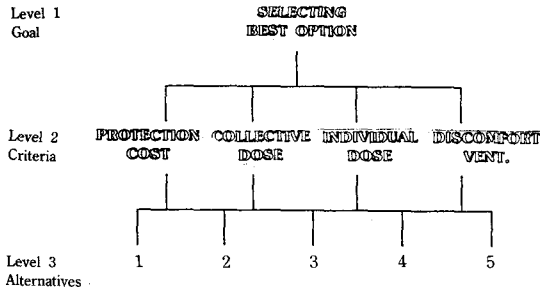 Level 1 SELECTING
Goal BEST OPTION
Level 2 PROTECTION COLLECTIVE INDIVIDUAL DISCOMFORT
Criteria COST DOSE DOSE VENT.
Level 3 1 2 3 4 5
Alternatives